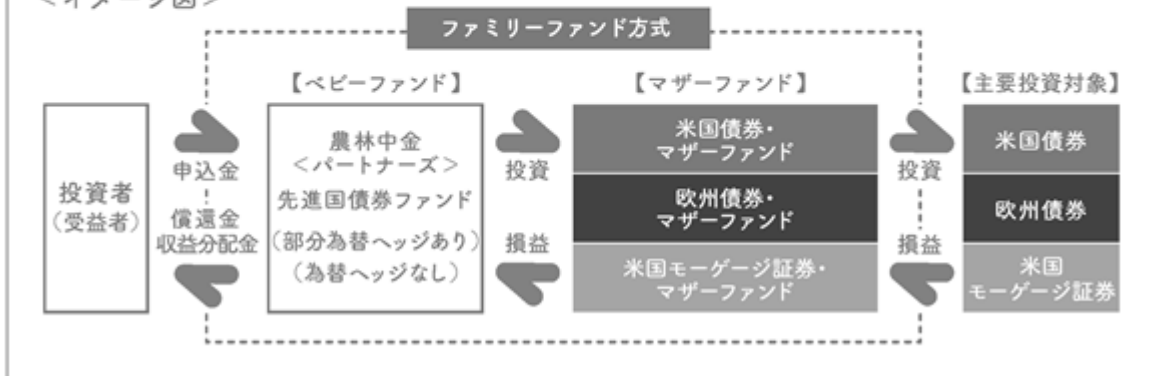 ＜イメージ図＞
ファミリーファンド方式
【ベビーファンド】
【マザーファンド】
【主要投資対象】
投資者
（受益者）
申込金
償還金
収益分配金
農林中金
＜パートナーズ＞
先進国債券ファンド
（部分為替ヘッジあり）
（為替ヘッジなし）
投資
損益
米国債券・
マザーファンド
欧州債券・
マザーファンド
米国モーゲージ証券・
マザーファンド
投資
損益
米国債券
欧州債券
米国
モーゲージ証券